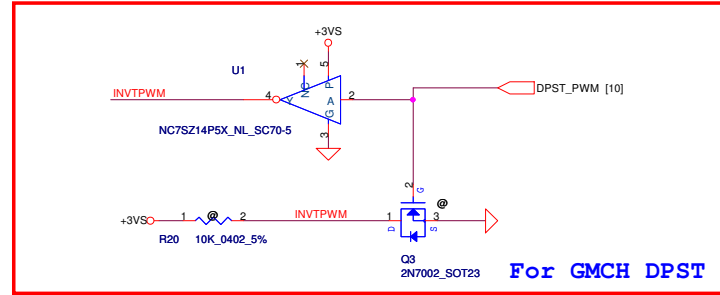 +3VS
U1
1
5
NC
P
INVTPWM
4
Y
A
2
DPST_PWM [10]
G
3
NC7SZ14P5X_NL_SC70-5
2
G
@
+3VS
1
@
2
INVTPWM
1
3
D
S
R20
10K_0402_5%
Q3
2N7002_SOT23
For GMCH DPST